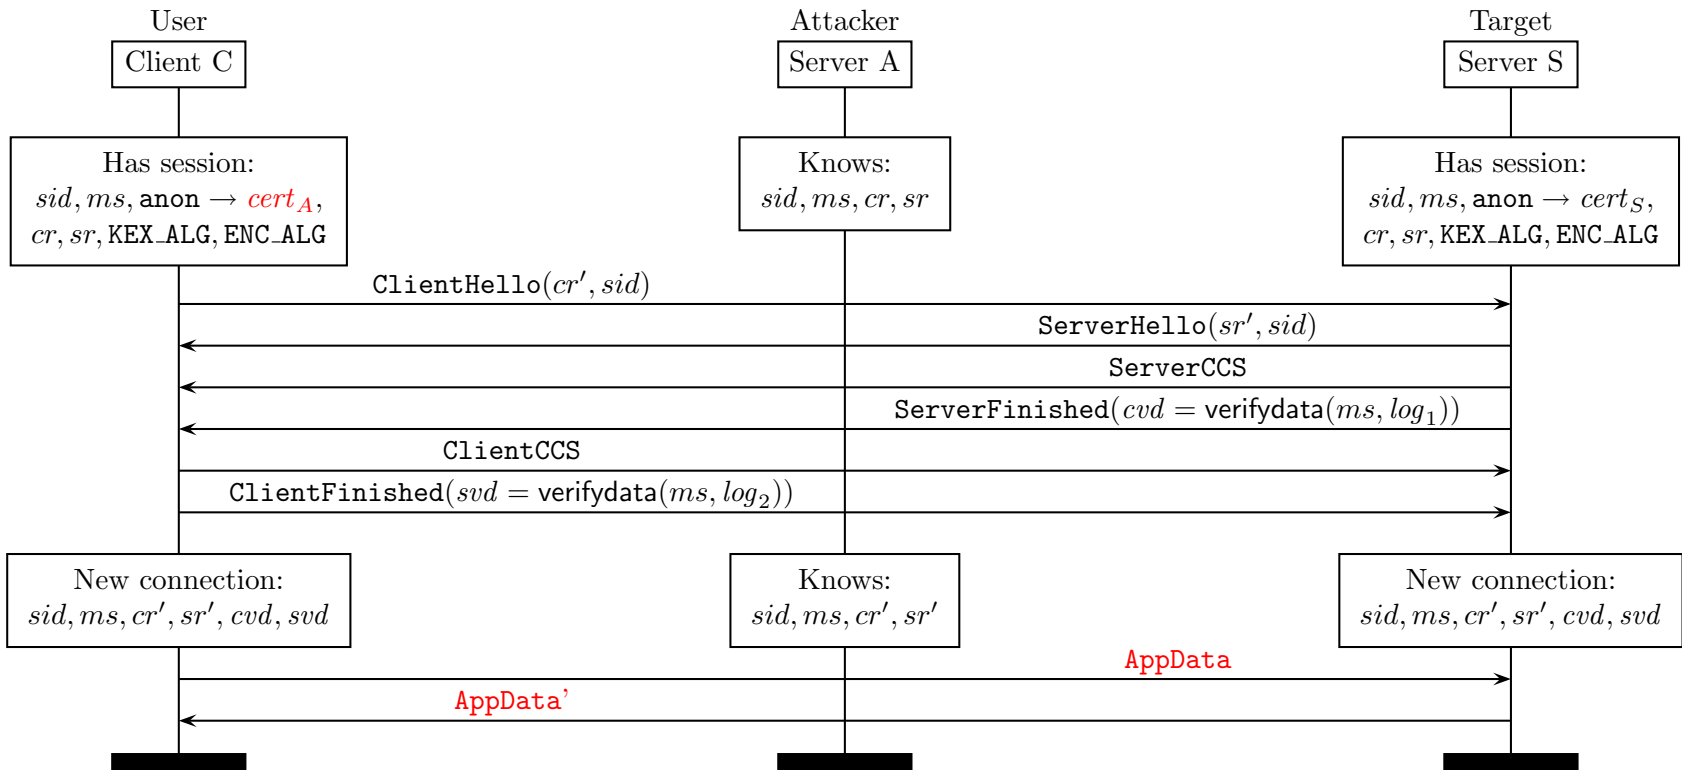 User
Attacker
Target
Client C
Server A
Server S
Has session:
sid, ms, anon → cert_A,
cr, sr, KEX_ALG, ENC_ALG
Knows:
sid, ms, cr, sr
Has session:
sid, ms, anon → cert_S,
cr, sr, KEX_ALG, ENC_ALG
ClientHello(cr′, sid)
ServerHello(sr′, sid)
ServerCCS
ServerFinished(cvd = verifydata(ms, log_1))
ClientCCS
ClientFinished(svd = verifydata(ms, log_2))
New connection:
sid, ms, cr′, sr′, cvd, svd
Knows:
sid, ms, cr′, sr′
New connection:
sid, ms, cr′, sr′, cvd, svd
AppData
AppData’